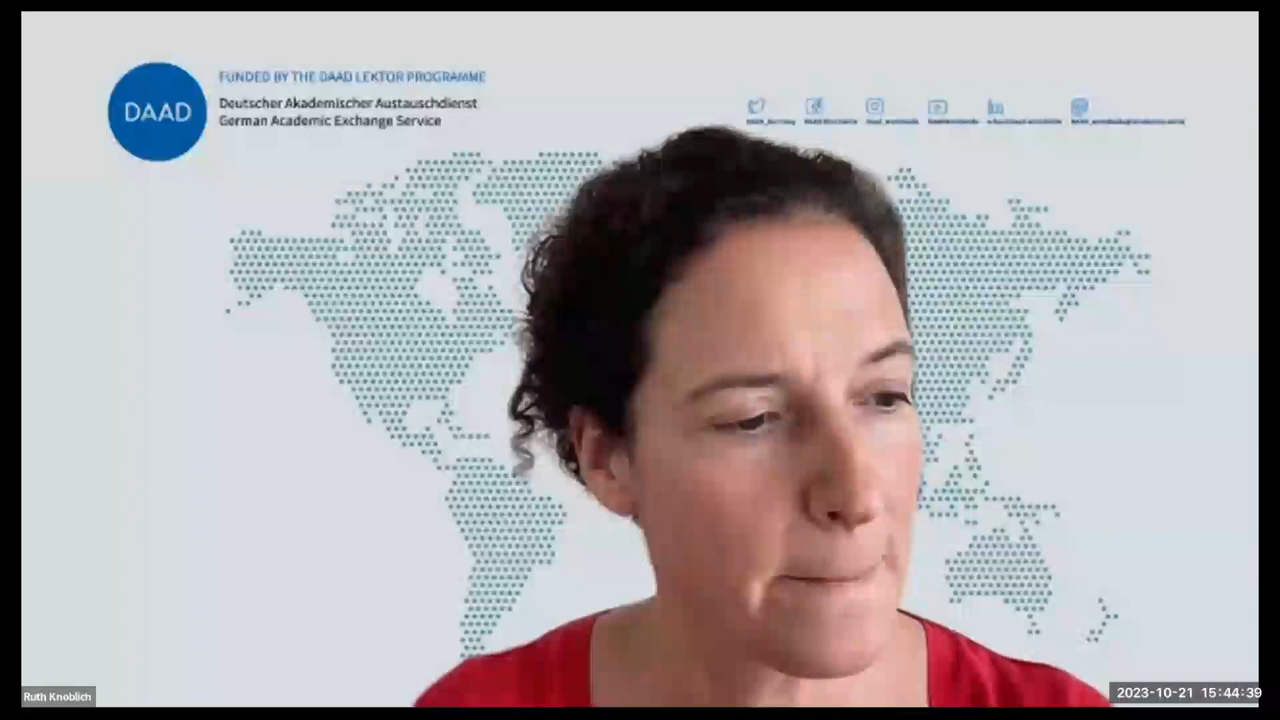 DAAD
FUNDED BY THE DAAD LEKTOR PROGRAMME
Deutscher Akademischer Austauschdienst
German Academic Exchange Service
Ruth Knoblich
2023-10-21 15:44:39